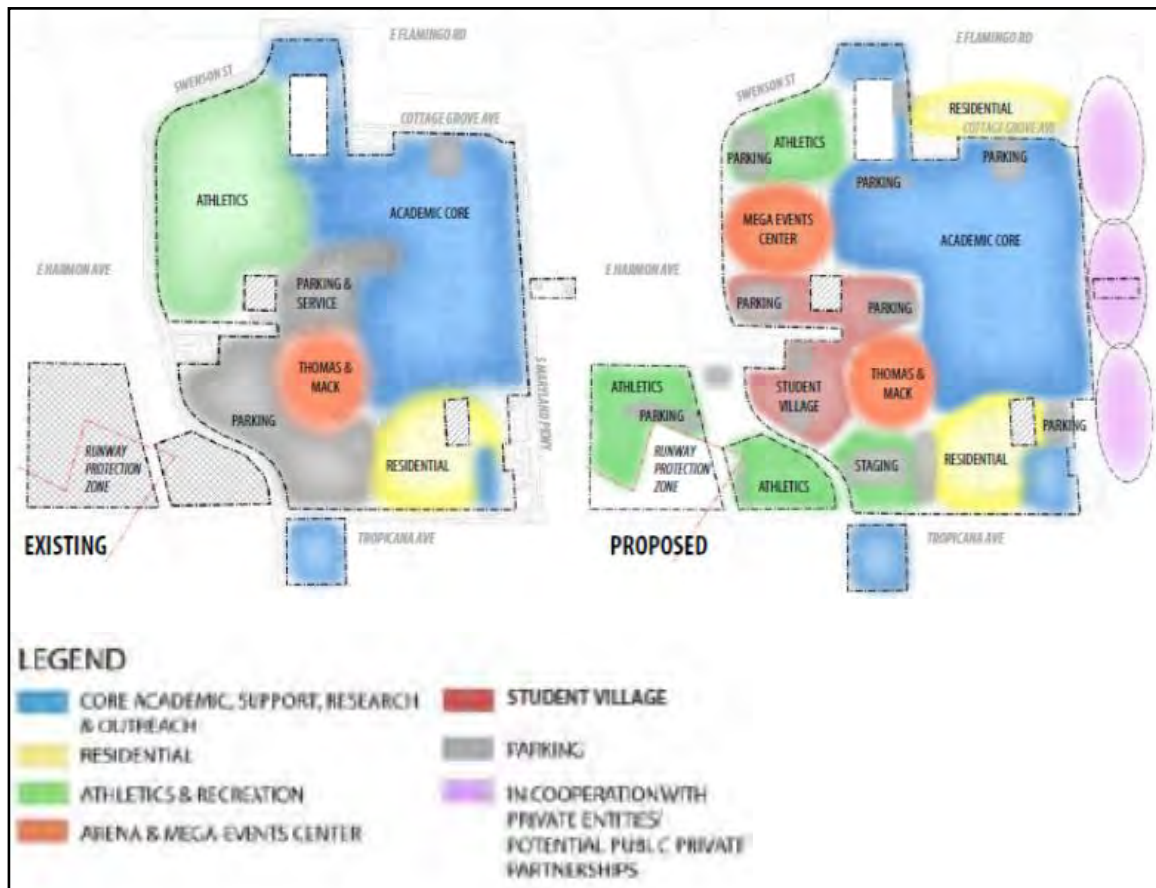 E FLAMINGO RD
SWENSON ST
COTTAGE GROVE AVE
ATHLETICS
ACADEMIC CORE
E HARMON AVE
PARKING &
SERVICE
THOMAS &
MACK
PARKING
S MARYLAND PKWY
RUNWAY
PROTECTION
ZONE
RESIDENTIAL
EXISTING
TROPICANA AVE
E FLAMINGO RD
SWENSON ST
RESIDENTIAL
COTTAGE GROVE AVE
ATHLETICS
PARKING
PARKING
PARKING
MEGA EVENTS
CENTER
ACADEMIC CORE
E HARMON AVE
PARKING
PARKING
THOMAS &
MACK
ATHLETICS
PARKING
STUDENT
VILLAGE
PARKING
RUNWAY
PROTECTION
ZONE
STAGING
RESIDENTIAL
ATHLETICS
PROPOSED
TROPICANA AVE
LEGEND
CORE ACADEMIC, SUPPORT, RESEARCH
& OUTREACH
RESIDENTIAL
ATHLETICS & RECREATION
ARENA & MEGA EVENTS CENTER
STUDENT VILLAGE
PARKING
IN COOPERATION WITH
PRIVATE ENTITIES/
POTENTIAL PUBLIC PRIVATE
PARTNERSHIPS